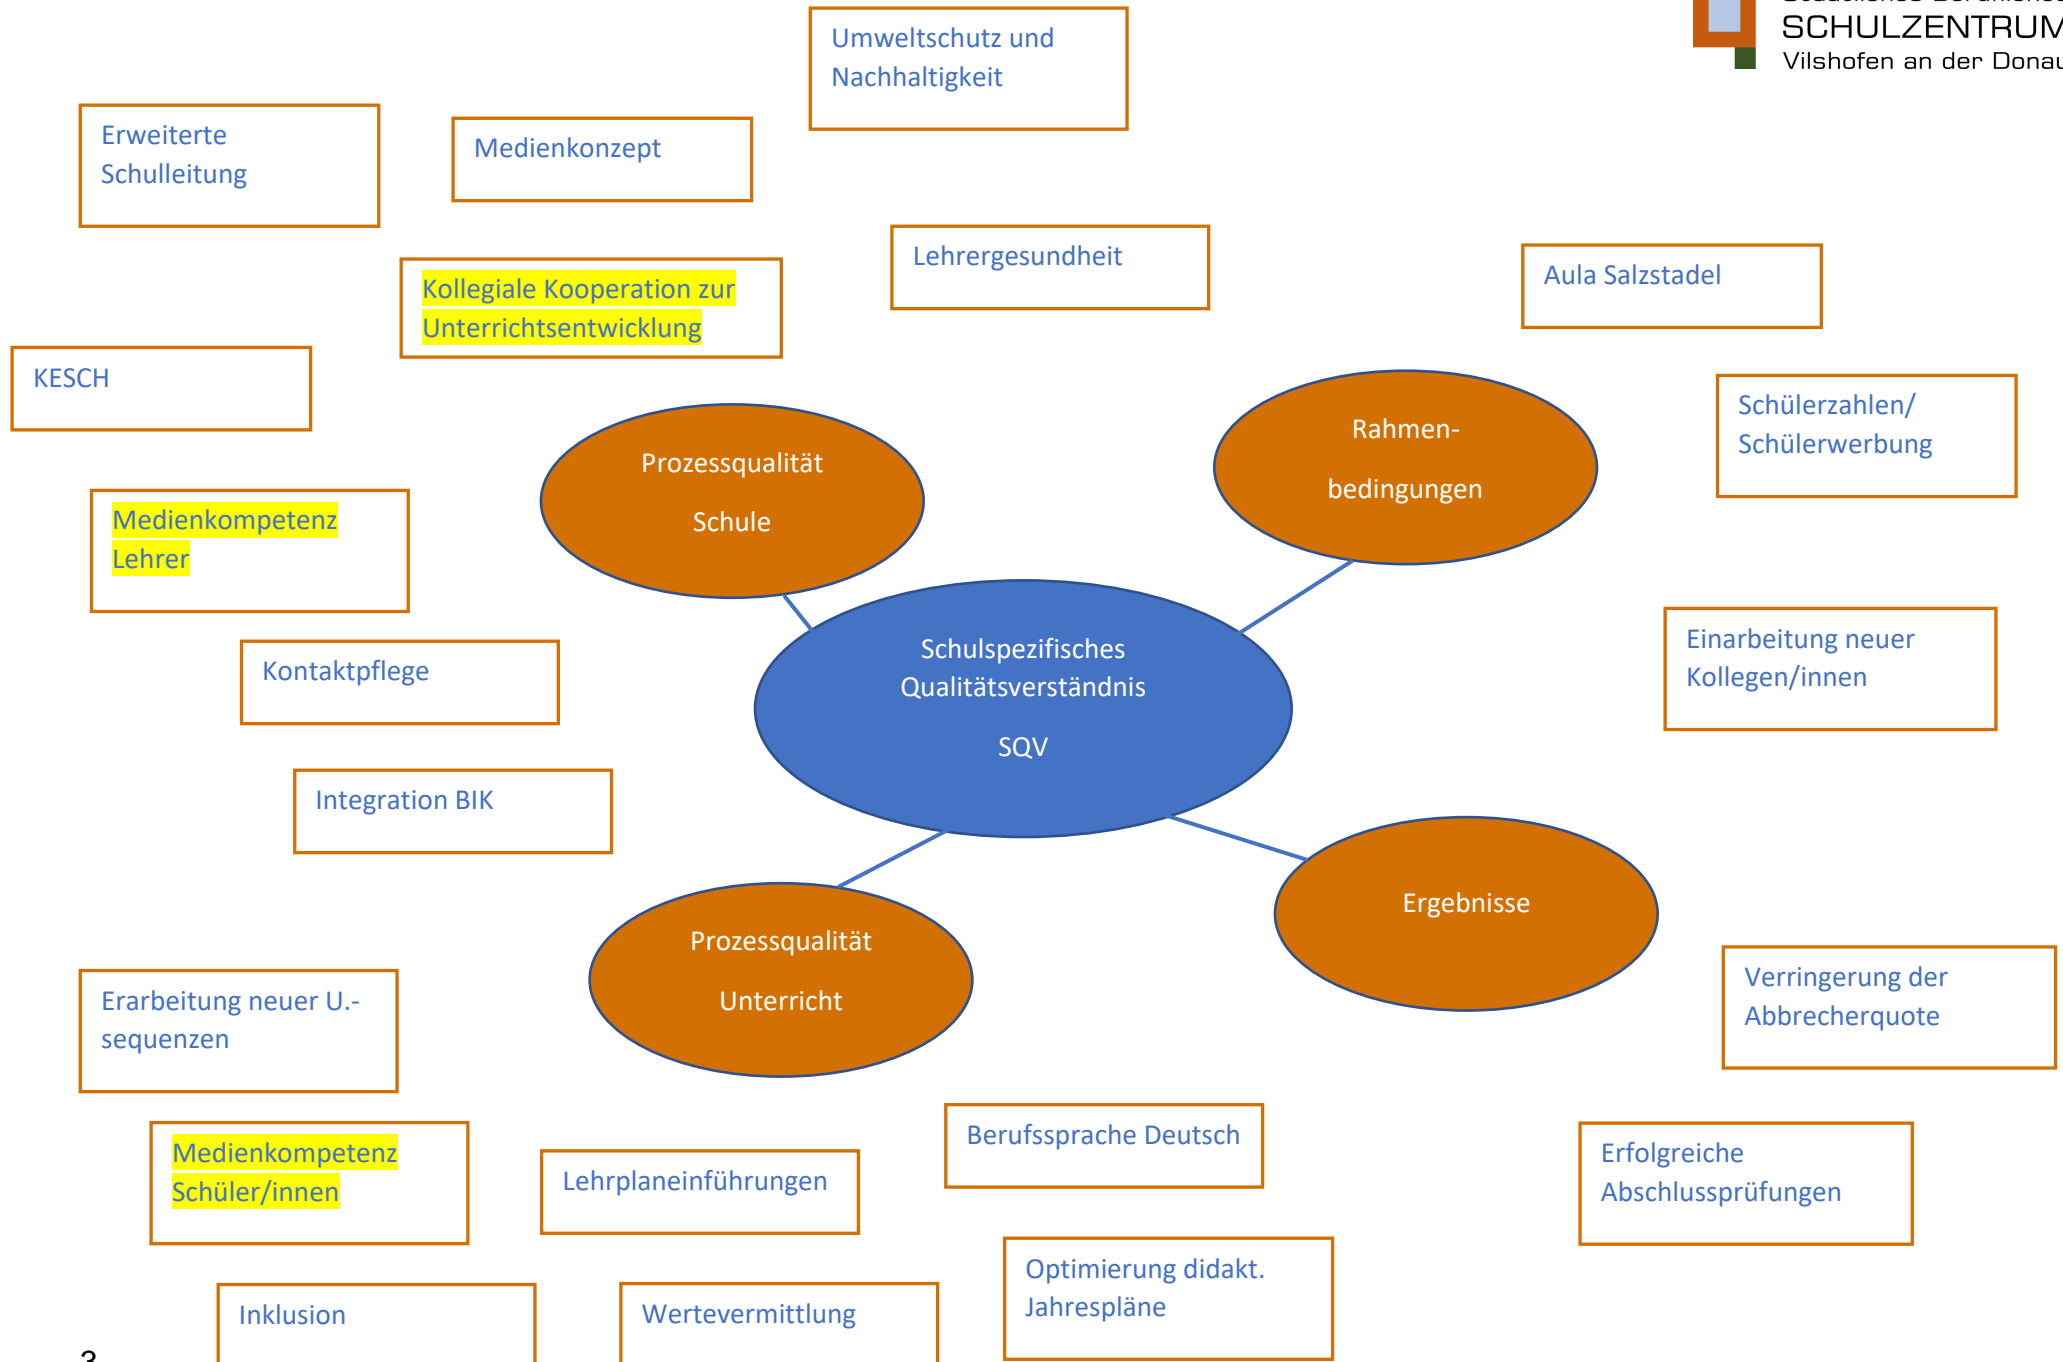 SCHULZENTRUM
Vilshofen an der Donau
Umweltschutz und
Nachhaltigkeit
Erweiterte
Schulleitung
Medienkonzept
Lehrergesundheit
Aula Salzstadel
Kollegiale Kooperation zur
Unterrichtsentwicklung
KESCH
Schülerzahlen/
Schülerwerbung
Rahmen-
bedingungen
Prozessqualität
Schule
Medienkompetenz
Lehrer
Kontaktpflege
Schulspezifisches
Qualitätsverständnis
SQV
Einarbeitung neuer
Kollegen/innen
Integration BIK
Ergebnisse
Prozessqualität
Unterricht
Erarbeitung neuer U.-
sequenzen
Verringerung der
Abbrecherquote
Medienkompetenz
Schüler/innen
Lehrplaneinführungen
Berufssprache Deutsch
Erfolgreiche
Abschlussprüfungen
Optimierung didakt.
Jahrespläne
Inklusion
Wertevermittlung
3